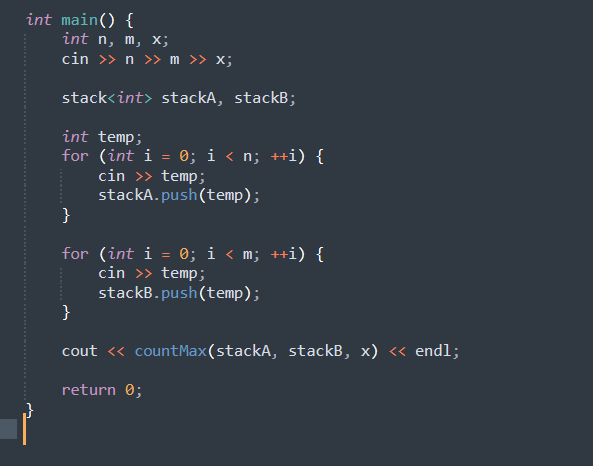 int main() {
    int n, m, x;
    cin >> n >> m >> x;

    stack<int> stackA, stackB;

    int temp;
    for (int i = 0; i < n; ++i) {
        cin >> temp;
        stackA.push(temp);
    }

    for (int i = 0; i < m; ++i) {
        cin >> temp;
        stackB.push(temp);
    }

    cout << countMax(stackA, stackB, x) << endl;

    return 0;
}